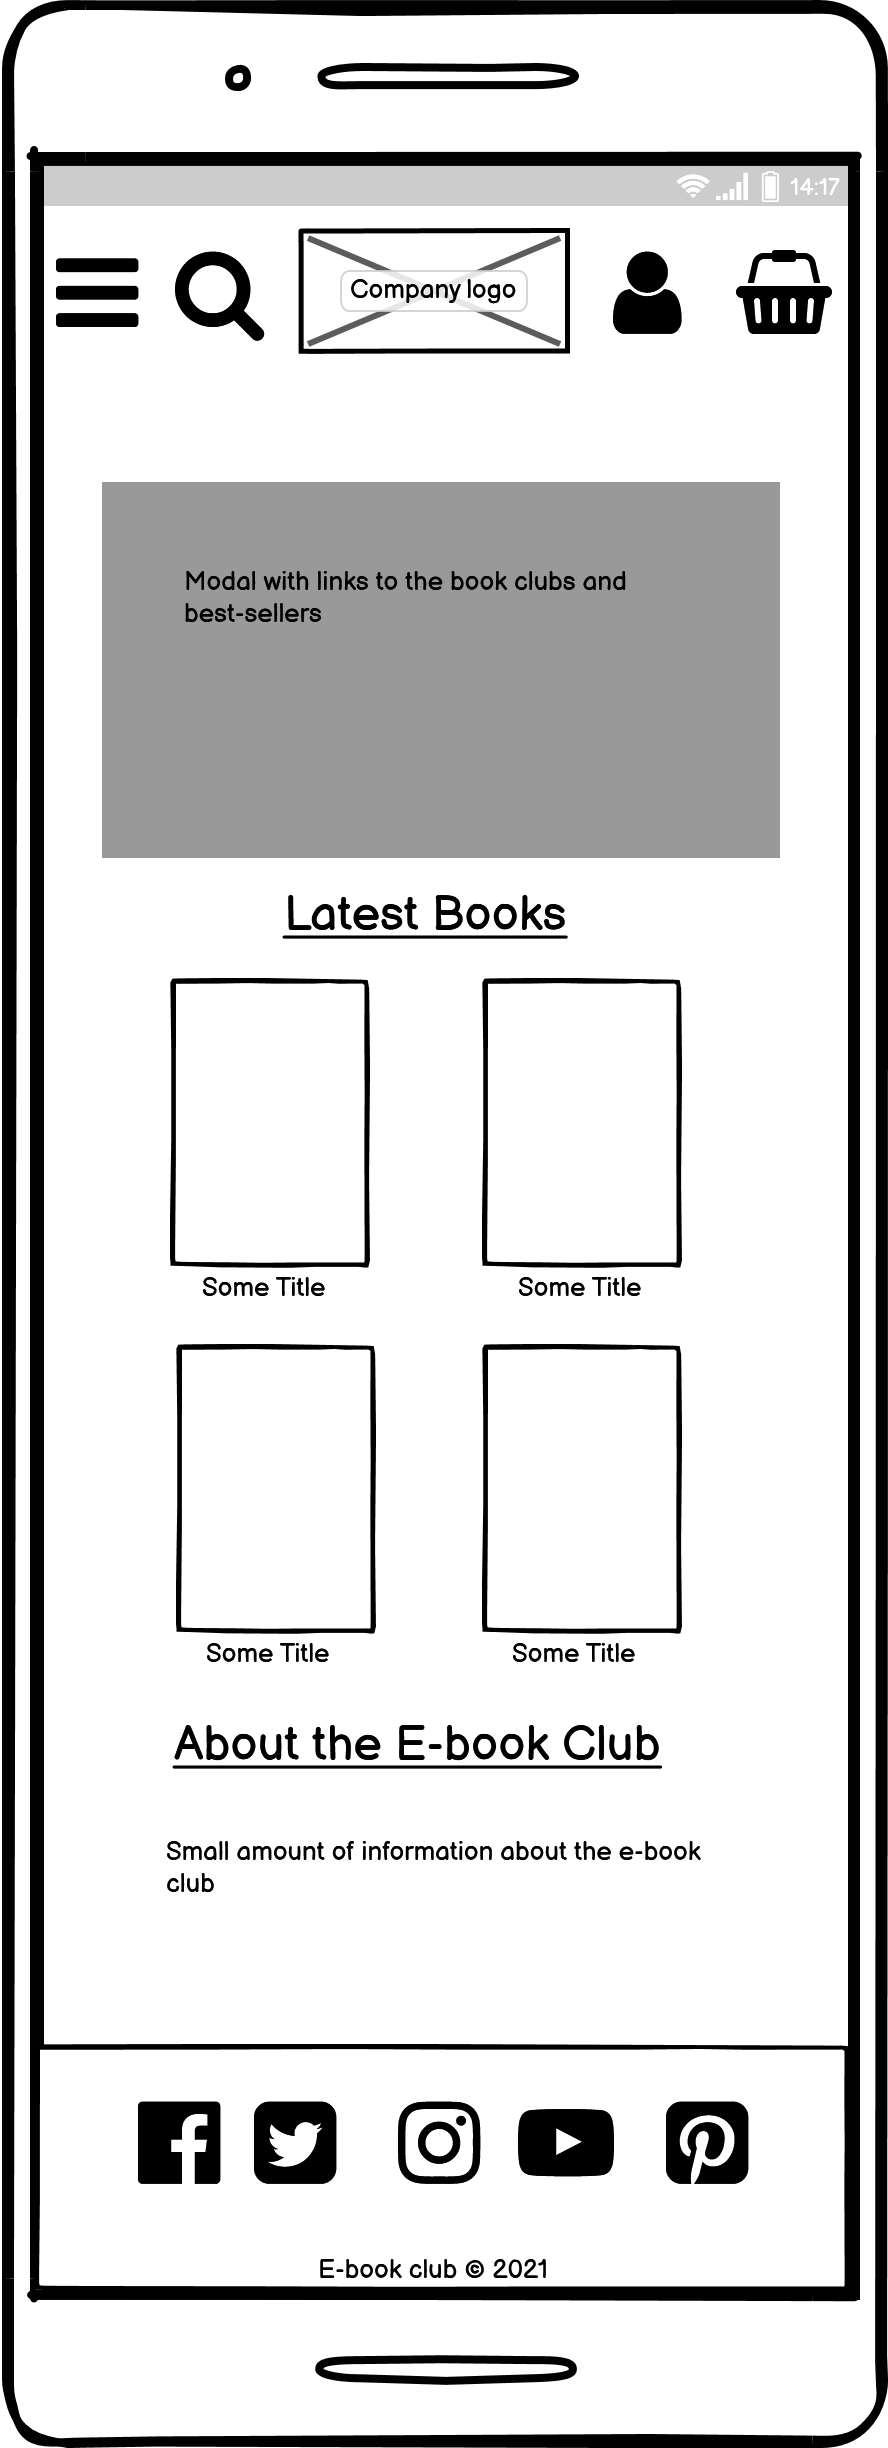 14:17
Company logo
Modal with links to the book clubs and
best-sellers
Latest Books
Some Title
Some Title
Some Title
Some Title
About the E-book Club
Small amount of information about the e-book
club
E-book club © 2021